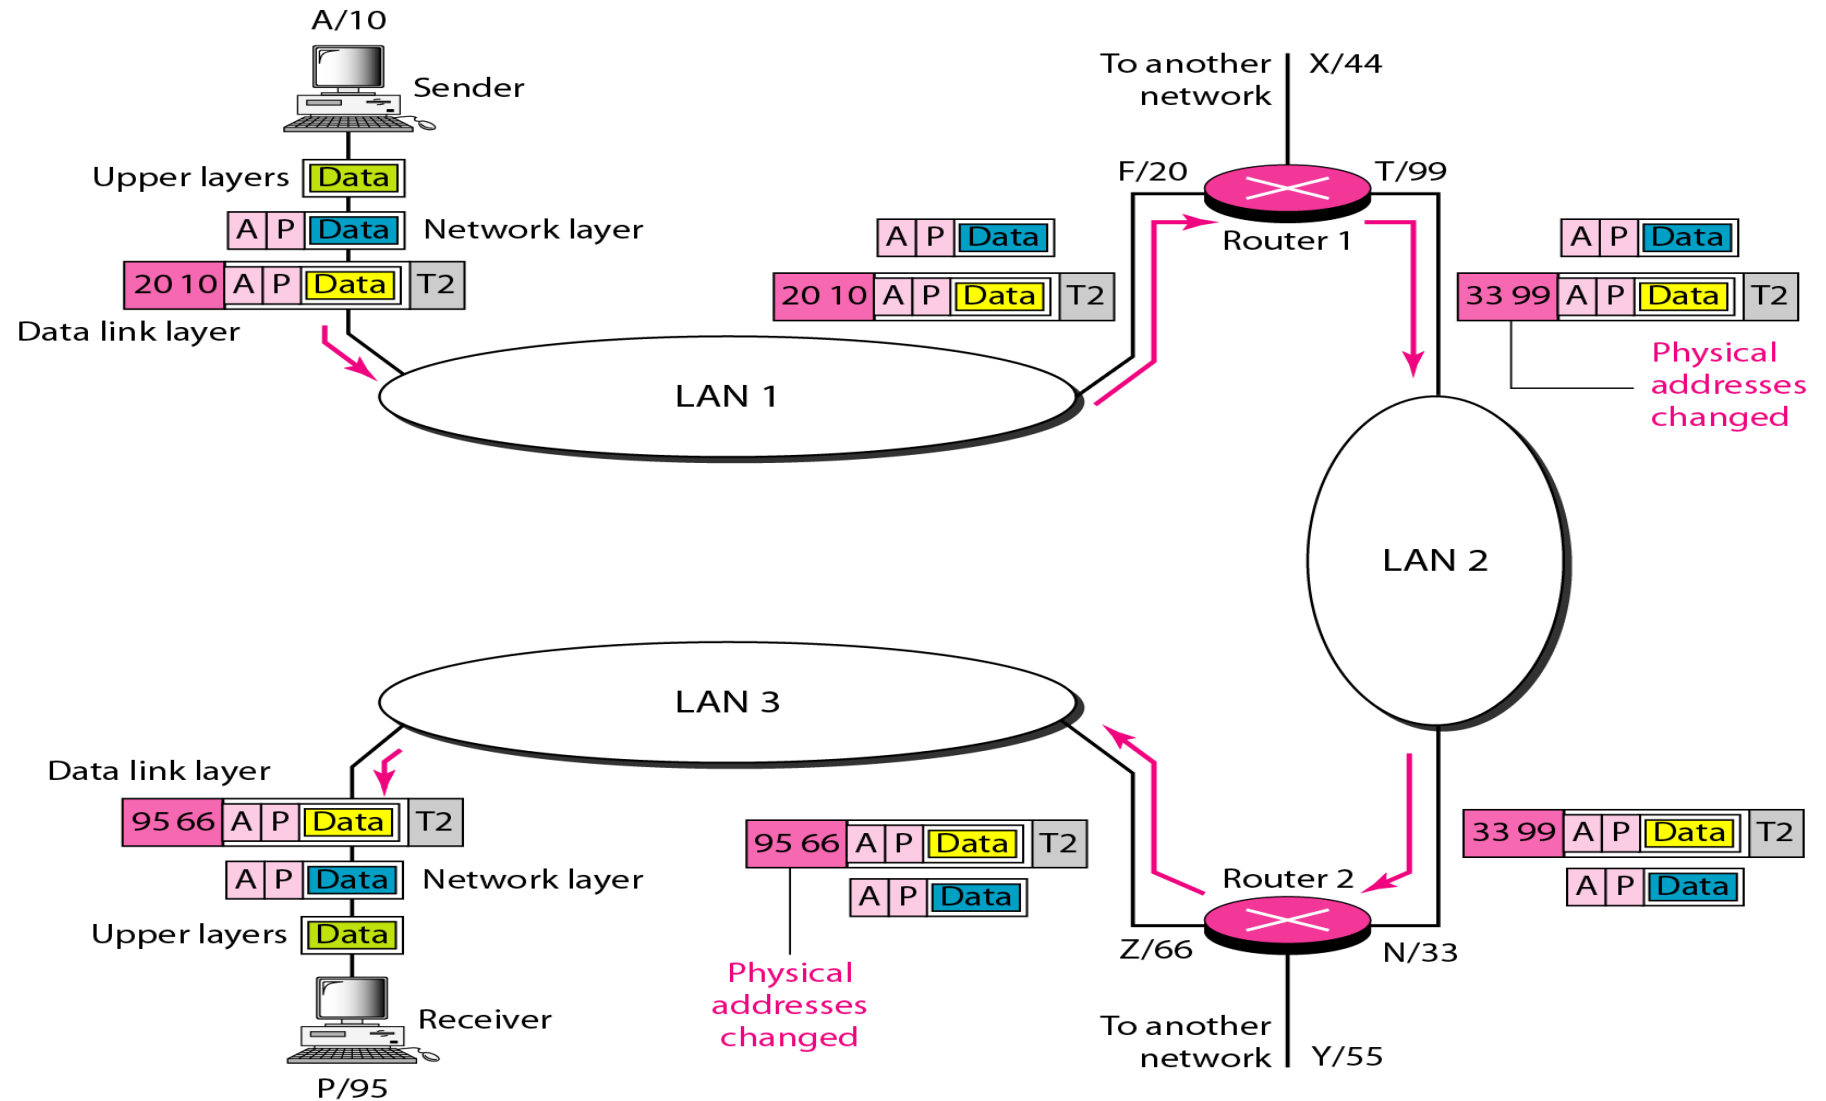 A/10
Sender
Upper layers Data
A P Data Network layer
20 10 A P Data T2
Data link layer
To another
network
X/44
F/20
T/99
Router 1
A P Data
20 10 A P Data T2
A P Data
33 99 A P Data T2
Physical
addresses
changed
LAN 1
LAN 2
LAN 3
33 99 A P Data T2
A P Data
Router 2
Z/66
N/33
To another
network
Y/55
95 66 A P Data T2
A P Data
Physical
addresses
changed
Data link layer
95 66 A P Data T2
A P Data Network layer
Upper layers Data
Receiver
P/95